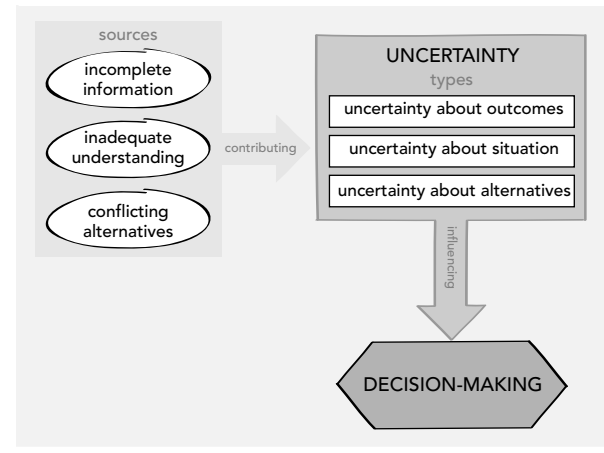 sources
incomplete
information
inadequate
understanding
conflicting
alternatives
contributing
UNCERTAINTY
types
uncertainty about outcomes
uncertainty about situation
uncertainty about alternatives
influencing
DECISION-MAKING